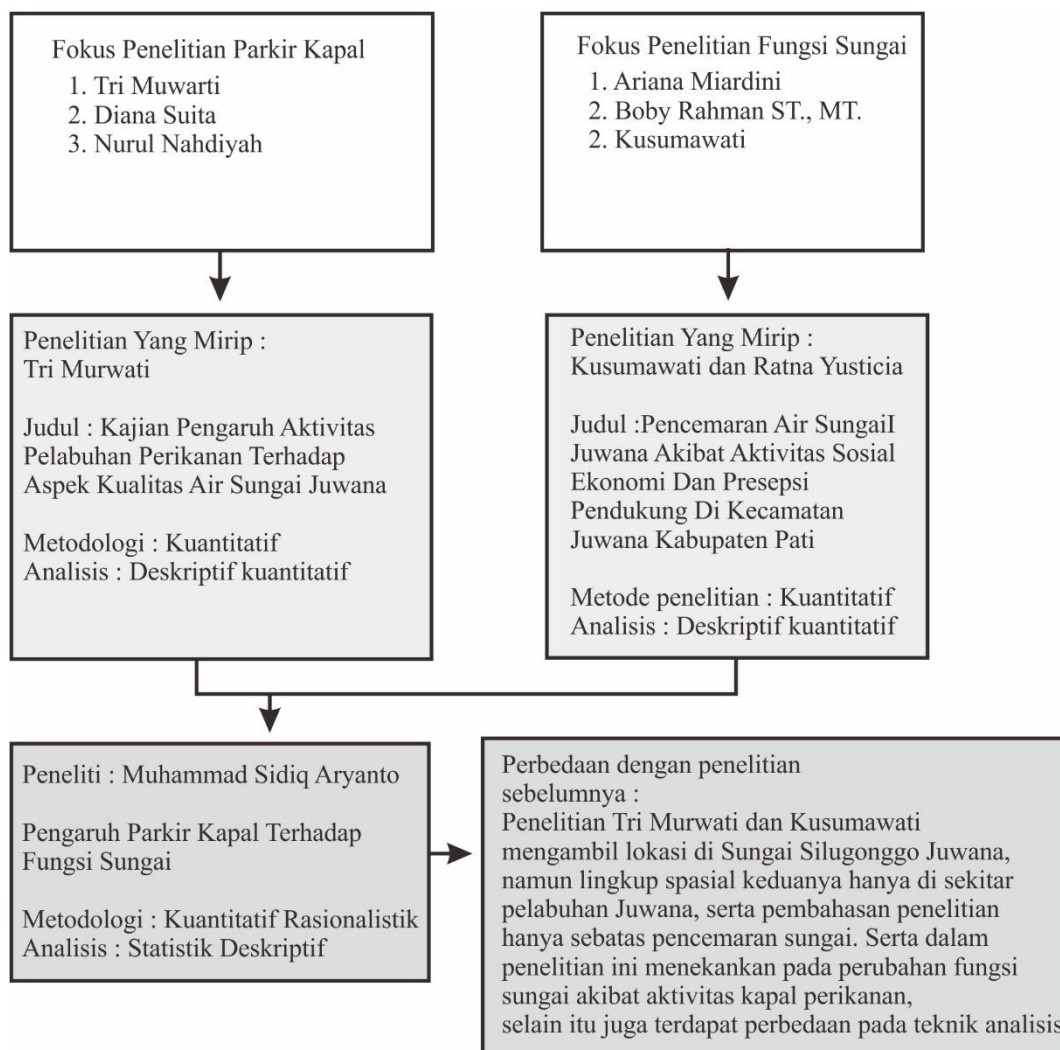 Fokus Penelitian Parkir Kapal
1. Tri Muwarti
2. Diana Suita
3. Nurul Nahdiyah
Fokus Penelitian Fungsi Sungai
1. Ariana Miardini
2. Boby Rahman ST., MT.
2. Kusumawati
Penelitian Yang Mirip :
Tri Murwati
Judul : Kajian Pengaruh Aktivitas
Pelabuhan Perikanan Terhadap
Aspek Kualitas Air Sungai Juwana
Metodologi : Kuantitatif
Analisis : Deskriptif kuantitatif
Penelitian Yang Mirip :
Kusumawati dan Ratna Yusticia
Judul :Pencemaran Air SungaiI
Juwana Akibat Aktivitas Sosial
Ekonomi Dan Presepsi
Pendukung Di Kecamatan
Juwana Kabupaten Pati
Metode penelitian : Kuantitatif
Analisis : Deskriptif kuantitatif
Peneliti : Muhammad Sidiq Aryanto
Pengaruh Parkir Kapal Terhadap
Fungsi Sungai
Metodologi : Kuantitatif Rasionalistik
Analisis : Statistik Deskriptif
Perbedaan dengan penelitian
sebelumnya :
Penelitian Tri Murwati dan Kusumawati
mengambil lokasi di Sungai Silugonggo Juwana,
namun lingkup spasial keduanya hanya di sekitar
pelabuhan Juwana, serta pembahasan penelitian
hanya sebatas pencemaran sungai. Serta dalam
penelitian ini menekankan pada perubahan fungsi
sungai akibat aktivitas kapal perikanan,
selain itu juga terdapat perbedaan pada teknik analisis